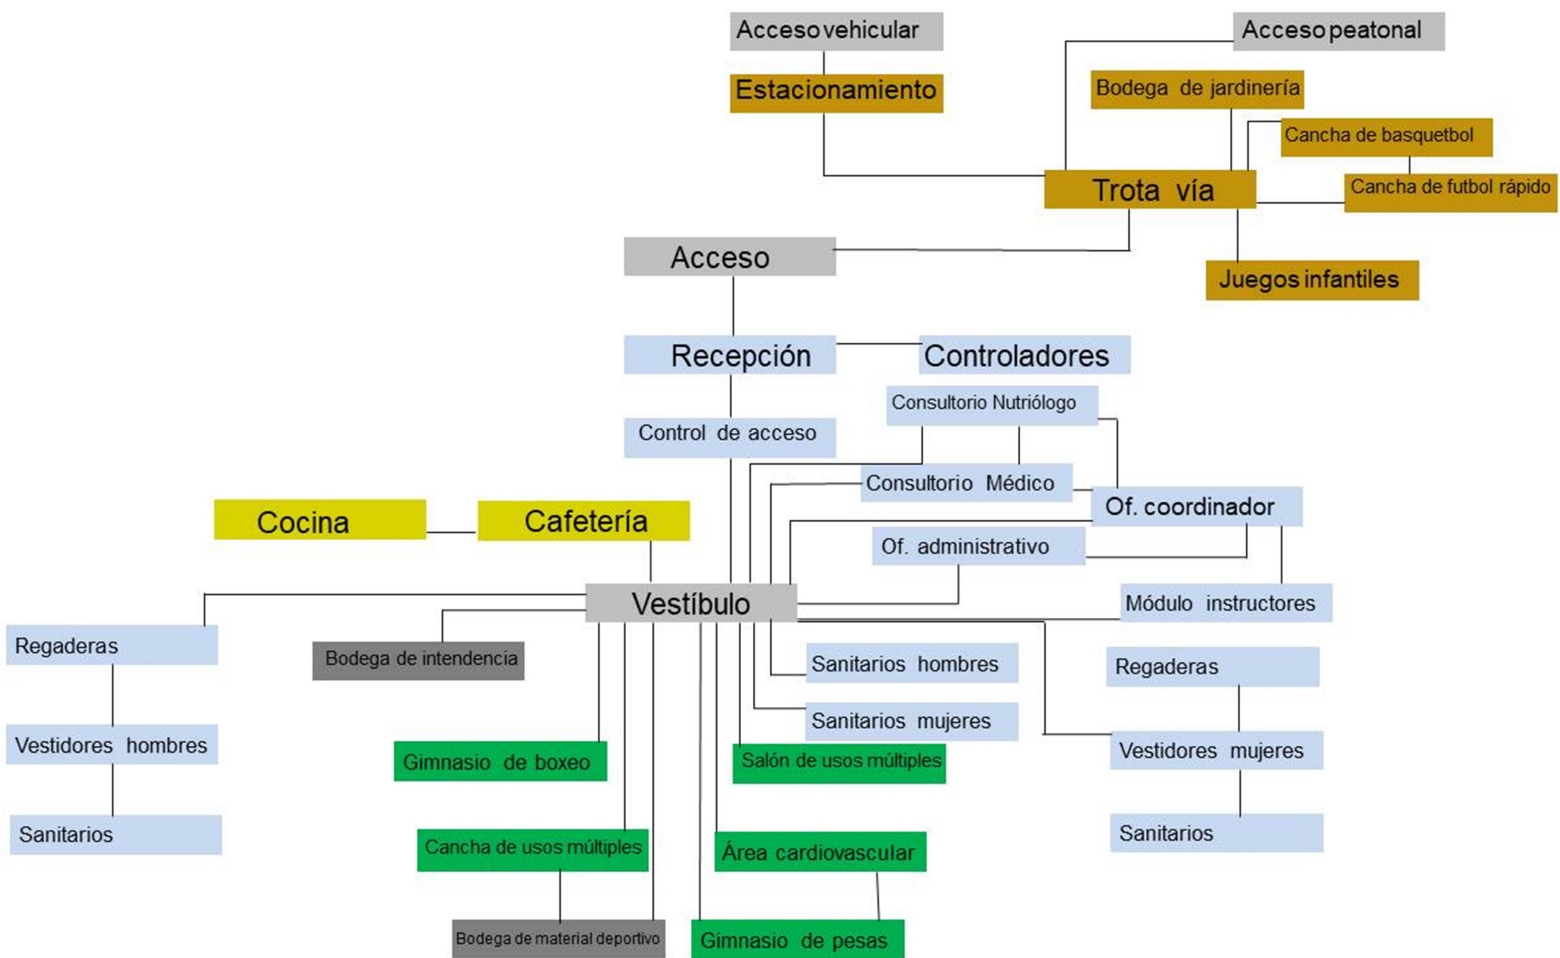 Acceso vehicular
Acceso peatonal
Estacionamiento
Bodega de jardinería
Cancha de basquetbol
Trota vía
Cancha de futbol rápido
Acceso
Juegos infantiles
Recepción
Controladores
Consultorio Nutriólogo
Control de acceso
Consultorio Médico
Of. coordinador
Cocina
Cafetería
Of. administrativo
Vestíbulo
Módulo instructores
Regaderas
Bodega de intendencia
Sanitarios hombres
Regaderas
Sanitarios mujeres
Vestidores hombres
Gimnasio de boxeo
Salón de usos múltiples
Vestidores mujeres
Sanitarios
Cancha de usos múltiples
Área cardiovascular
Sanitarios
Bodega de material deportivo
Gimnasio de pesas